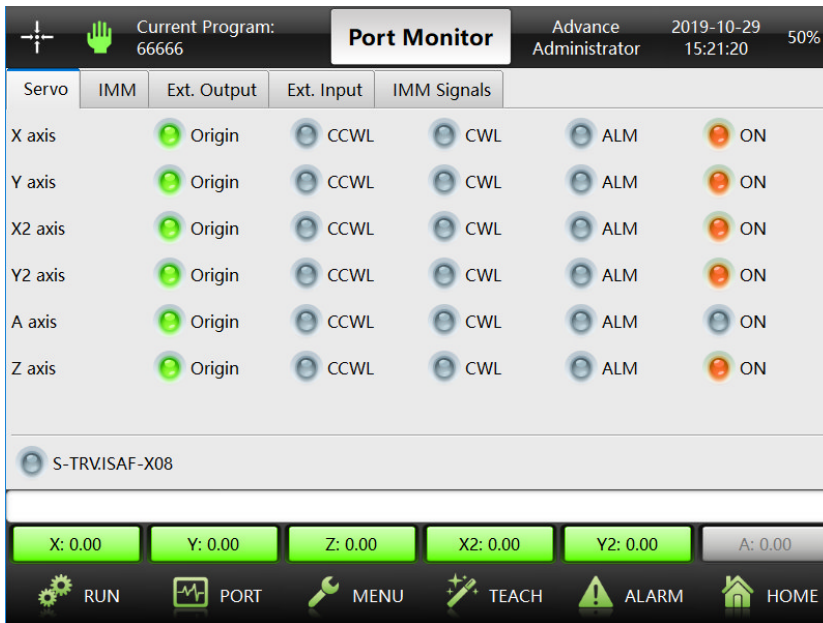 Current Program:
66666
Port Monitor
Advance
Administrator
2019-10-29
15:21:20
50%
Servo IMM Ext. Output Ext. Input IMM Signals
X axis Origin CCWL CWL ALM ON
Y axis Origin CCWL CWL ALM ON
X2 axis Origin CCWL CWL ALM ON
Y2 axis Origin CCWL CWL ALM ON
A axis Origin CCWL CWL ALM ON
Z axis Origin CCWL CWL ALM ON
S-TRV.ISAF-X08
X: 0.00 Y: 0.00 Z: 0.00 X2: 0.00 Y2: 0.00 A: 0.00
RUN PORT MENU TEACH ALARM HOME